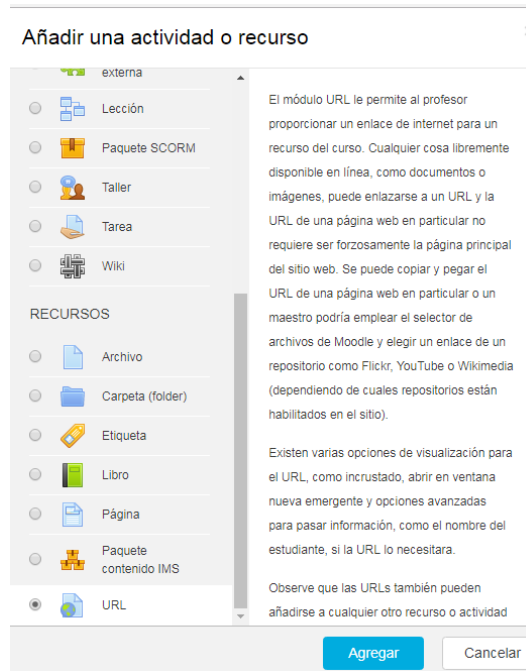 Añadir una actividad o recurso
externa
Lección
Paquete SCORM
Taller
Tarea
Wiki
RECURSOS
Archivo
Carpeta (folder)
Etiqueta
Libro
Página
Paquete
contenido IMS
URL
El módulo URL le permite al profesor
proporcionar un enlace de internet para un
recurso del curso. Cualquier cosa libremente
disponible en línea, como documentos o
imágenes, puede enlazarse a un URL y la
URL de una página web en particular no
requiere ser forzosamente la página principal
del sitio web. Se puede copiar y pegar el
URL de una página web en particular o un
maestro podría emplear el selector de
archivos de Moodle y elegir un enlace de un
repositorio como Flickr, YouTube o Wikimedia
(dependiendo de cuales repositorios están
habilitados en el sitio).
Existen varias opciones de visualización para
el URL, como incrustado, abrir en ventana
nueva emergente y opciones avanzadas
para pasar información, como el nombre del
estudiante, si la URL lo necesitara.
Observe que las URLs también pueden
añadirse a cualquier otro recurso o actividad
Agregar
Cancelar